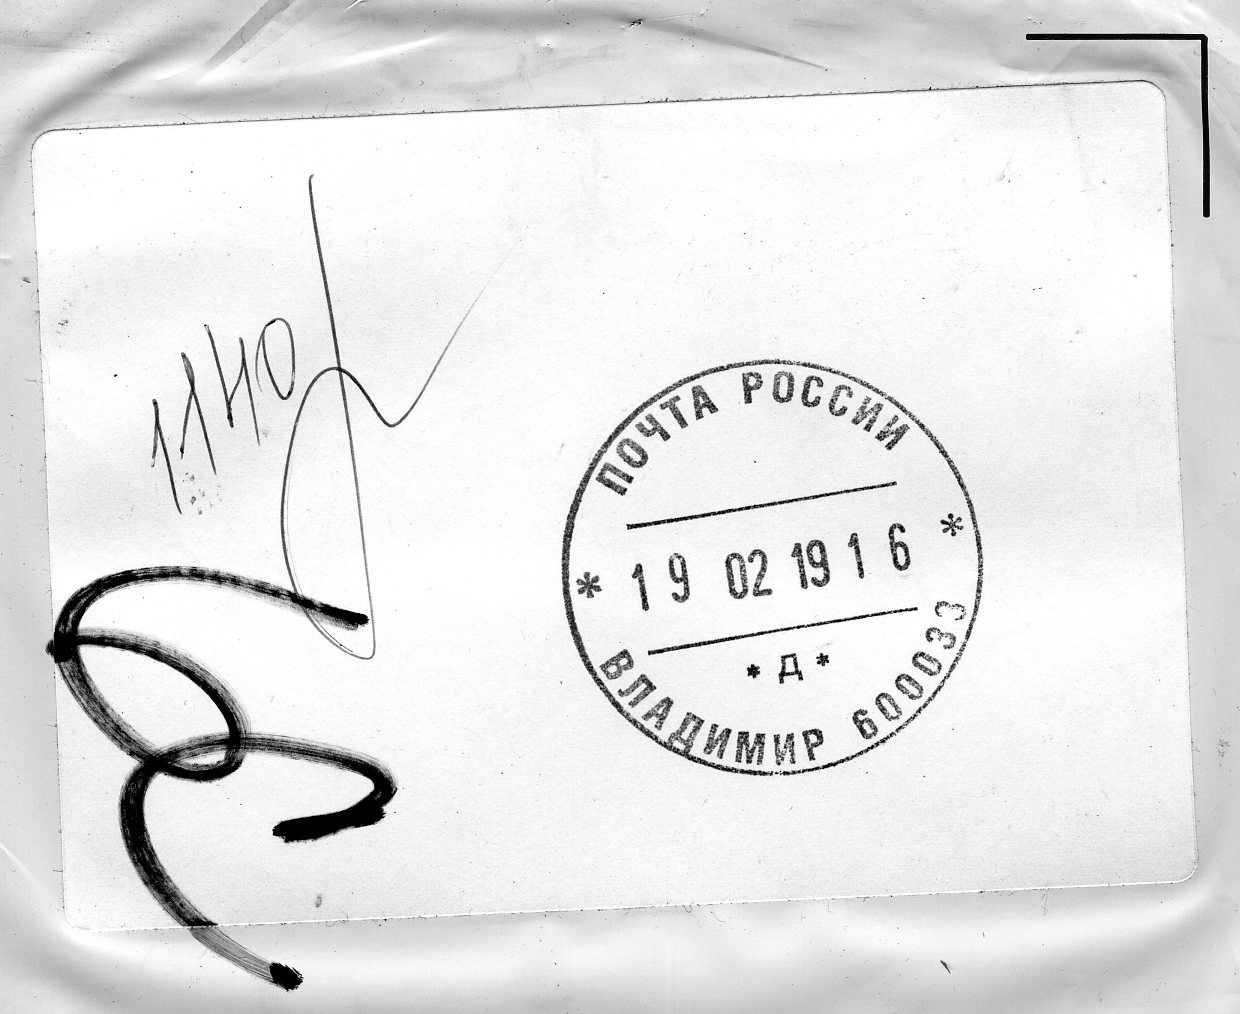 1140
ПОЧТА РОССИИ
19 02 19 1 6
* Д *
ВЛАДИМИР 600033